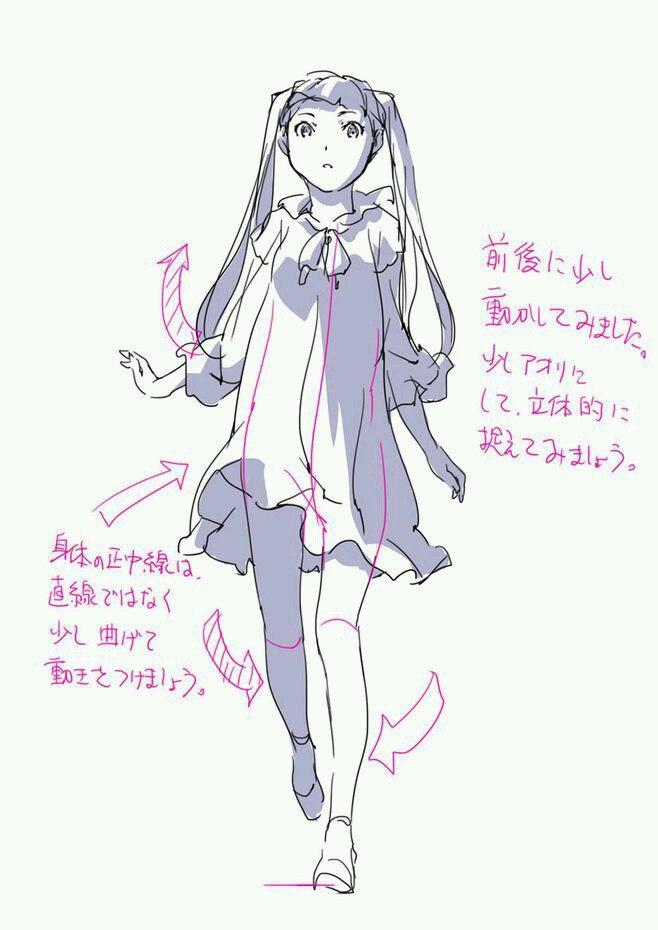 前後に少し
動かしてみました。
少しアオリに
して、立体的に
捉えてみましょう。
身体の正中線は、
直線ではなく
少し曲げて
動きをつけましょう。